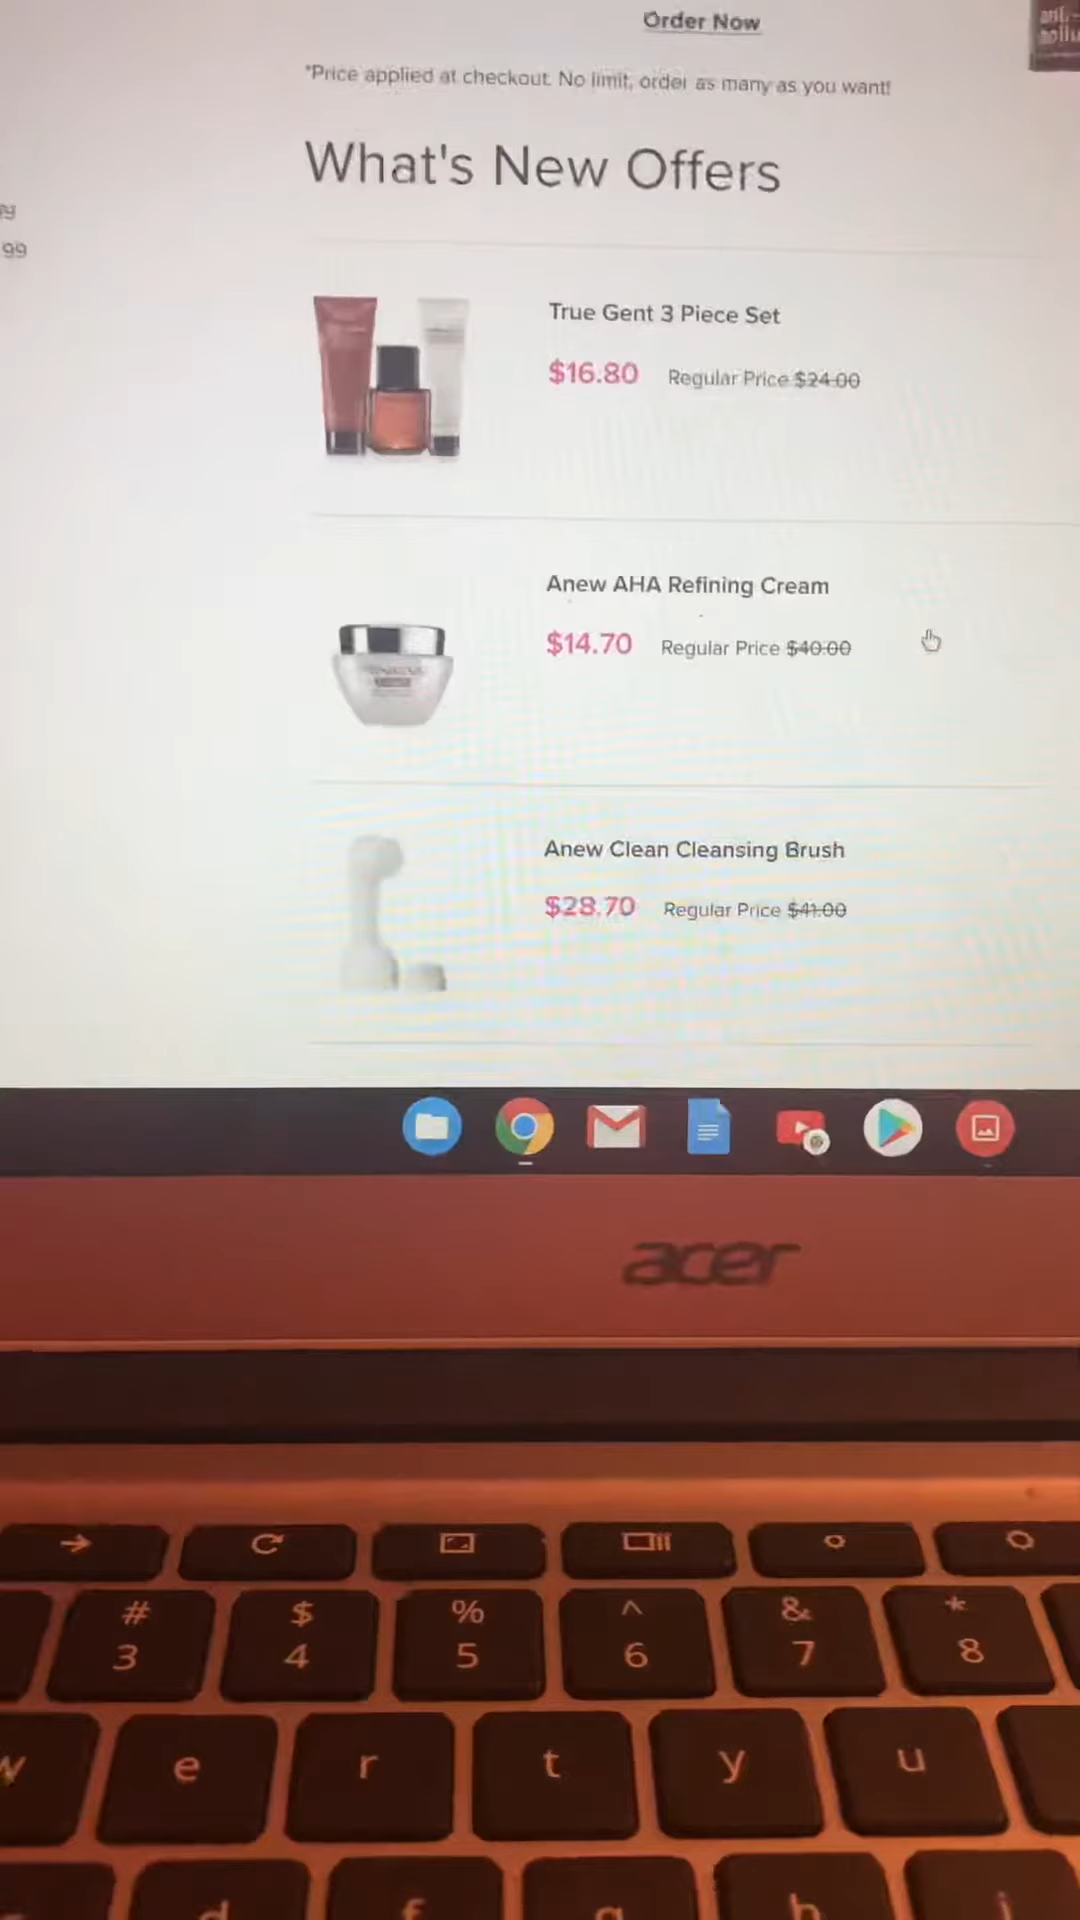 Order Now
*Price applied at checkout. No limit, order as many as you want!
What's New Offers
99
True Gent 3 Piece Set
$16.80 Regular Price $24.00
Anew AHA Refining Cream
$14.70 Regular Price $40.00
Anew Clean Cleansing Brush
$28.70 Regular Price $41.00
acer
# $ % ^ & *
3 4 5 6 7 8
w e r t y u
d f g h j